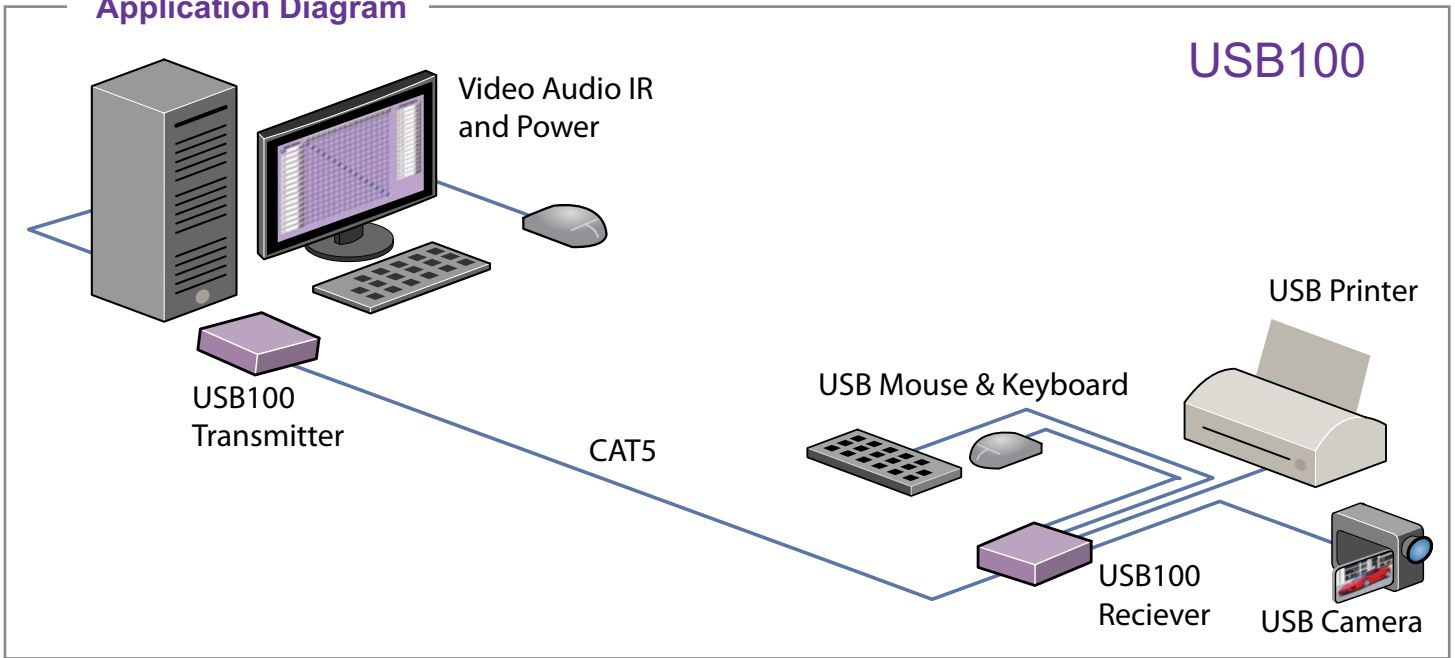 Application Diagram
USB100
Video Audio IR
and Power
USB Printer
USB Mouse & Keyboard
USB100
Transmitter
CAT5
USB100
Reciever
USB Camera